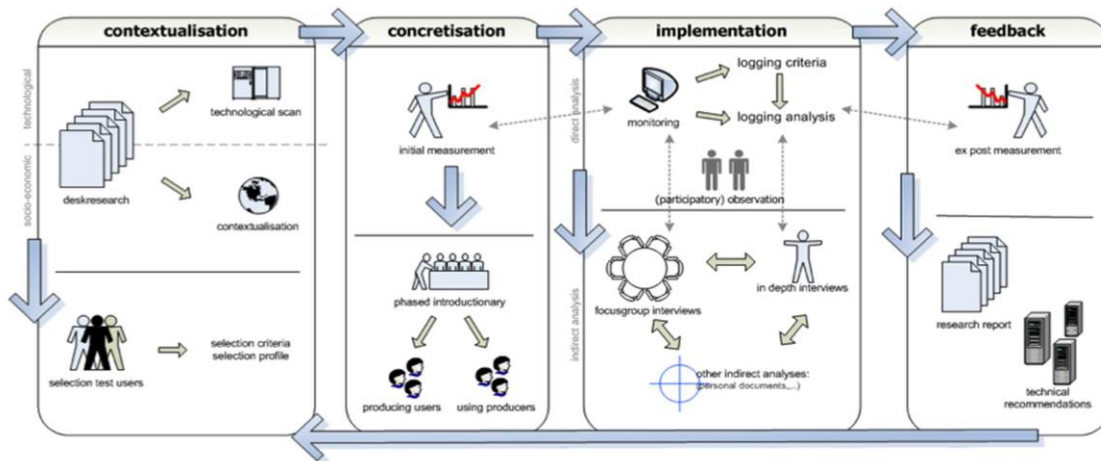 contextualisation
concretisation
implementation
feedback
technological
socio-economic
deskresearch
technological scan
contextualisation
selection test users
selection criteria
selection profile
initial measurement
phased introductionary
producing users
using producers
direct analysis
indirect analysis
monitoring
logging criteria
logging analysis
(participatory) observation
focusgroup interviews
in depth interviews
other indirect analyses:
(personal documents,...)
ex post measurement
research report
technical
recommendations